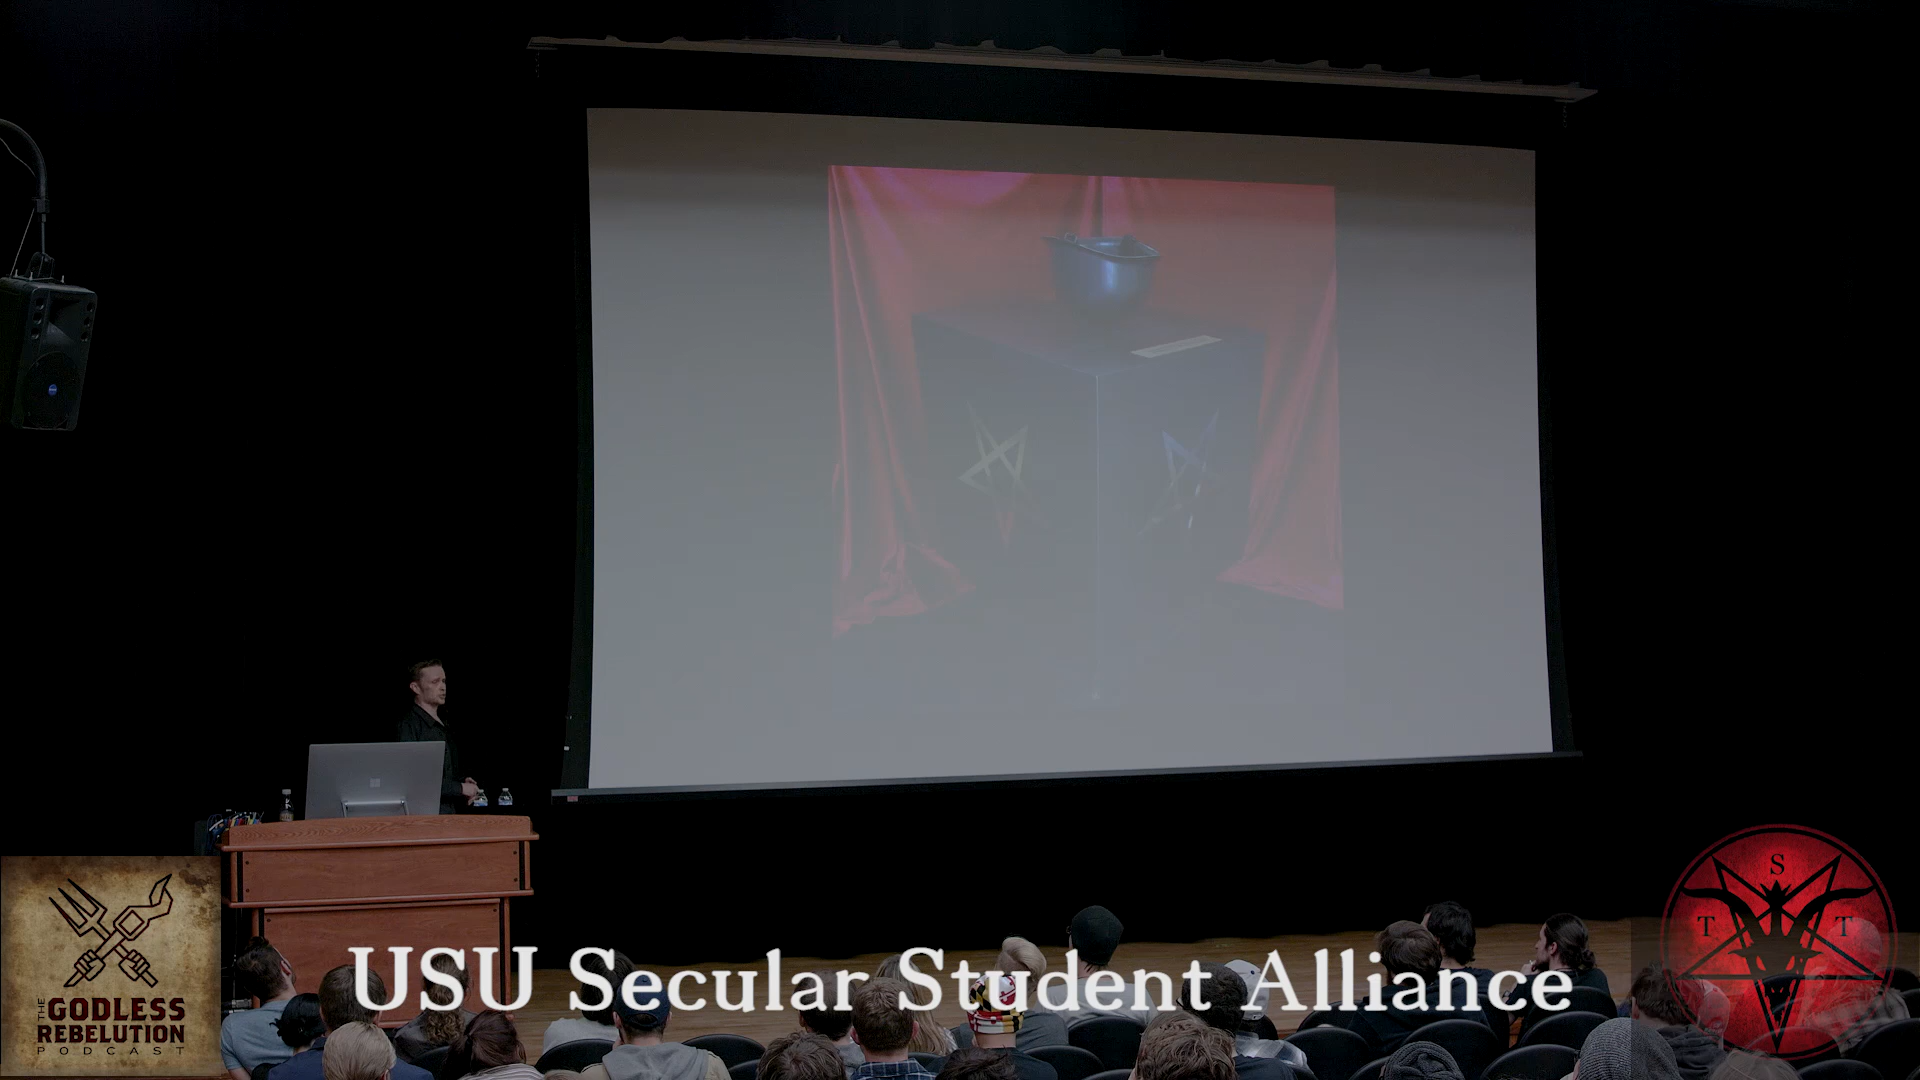 USU Secular Student Alliance
THE
GODLESS
REBELUTION
PODCAST
S
T T